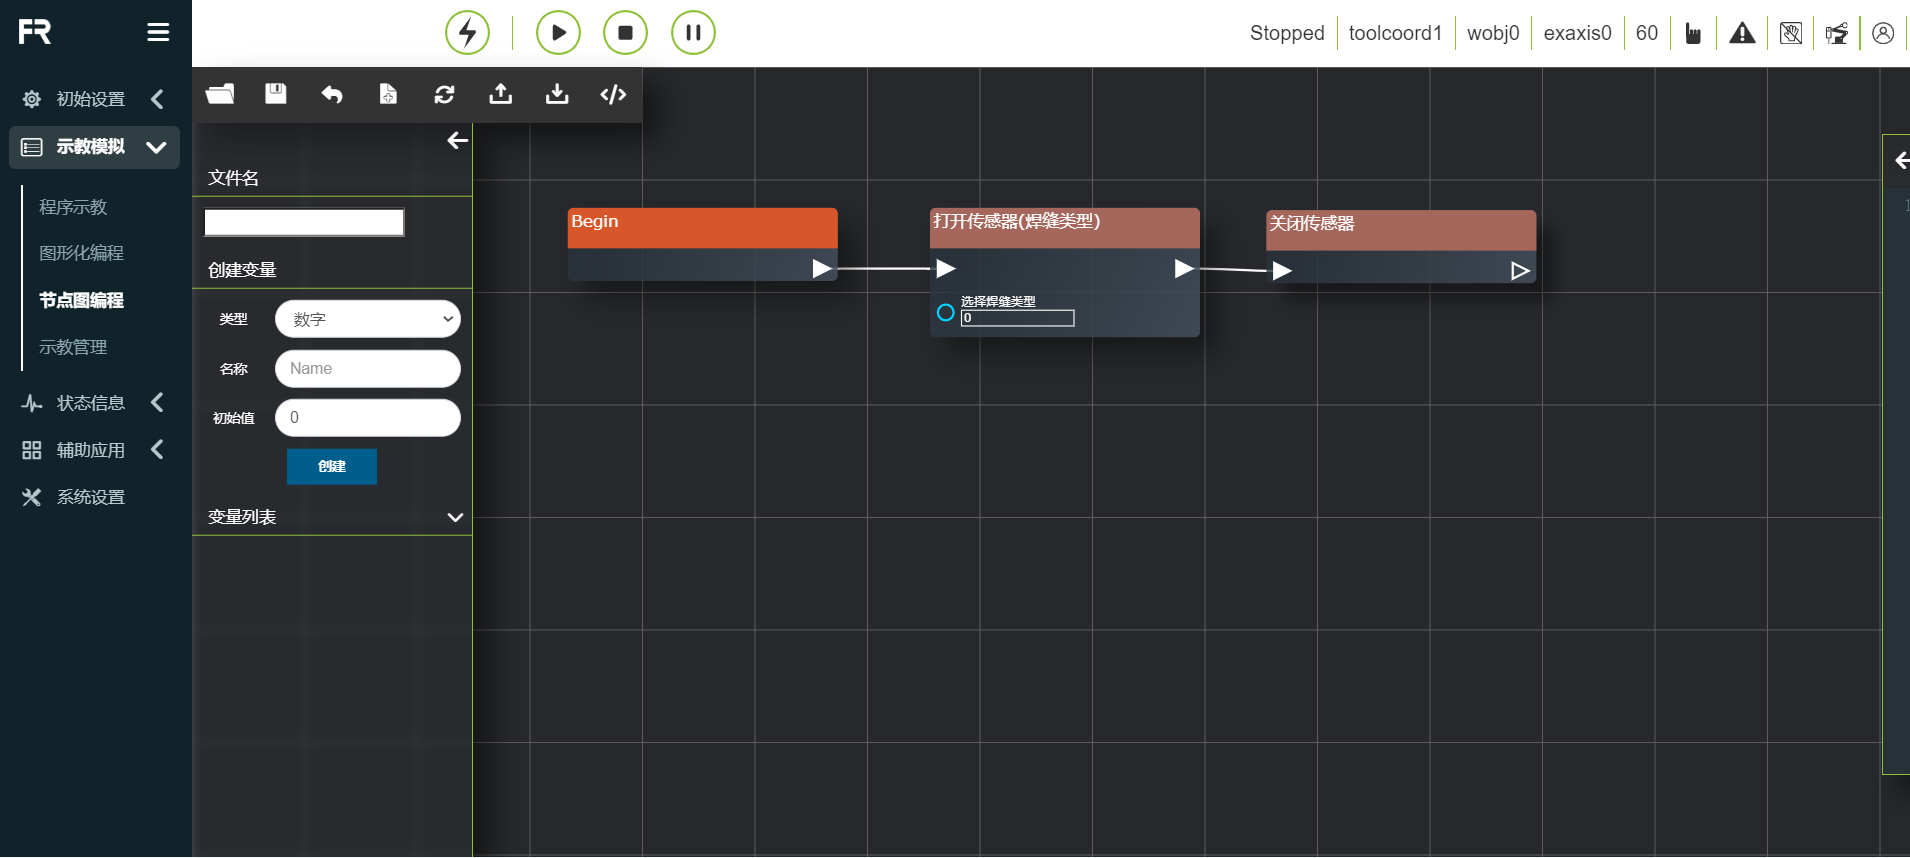 FR
Stopped
toolcoord1
wobj0
exaxis0
60
初始设置
示教模拟
程序示教
图形化编程
节点图编程
示教管理
状态信息
辅助应用
系统设置
文件名
创建变量
类型
数字
名称
Name
初始值
0
创建
变量列表
Begin
打开传感器(焊缝类型)
选择焊缝类型
0
关闭传感器
1